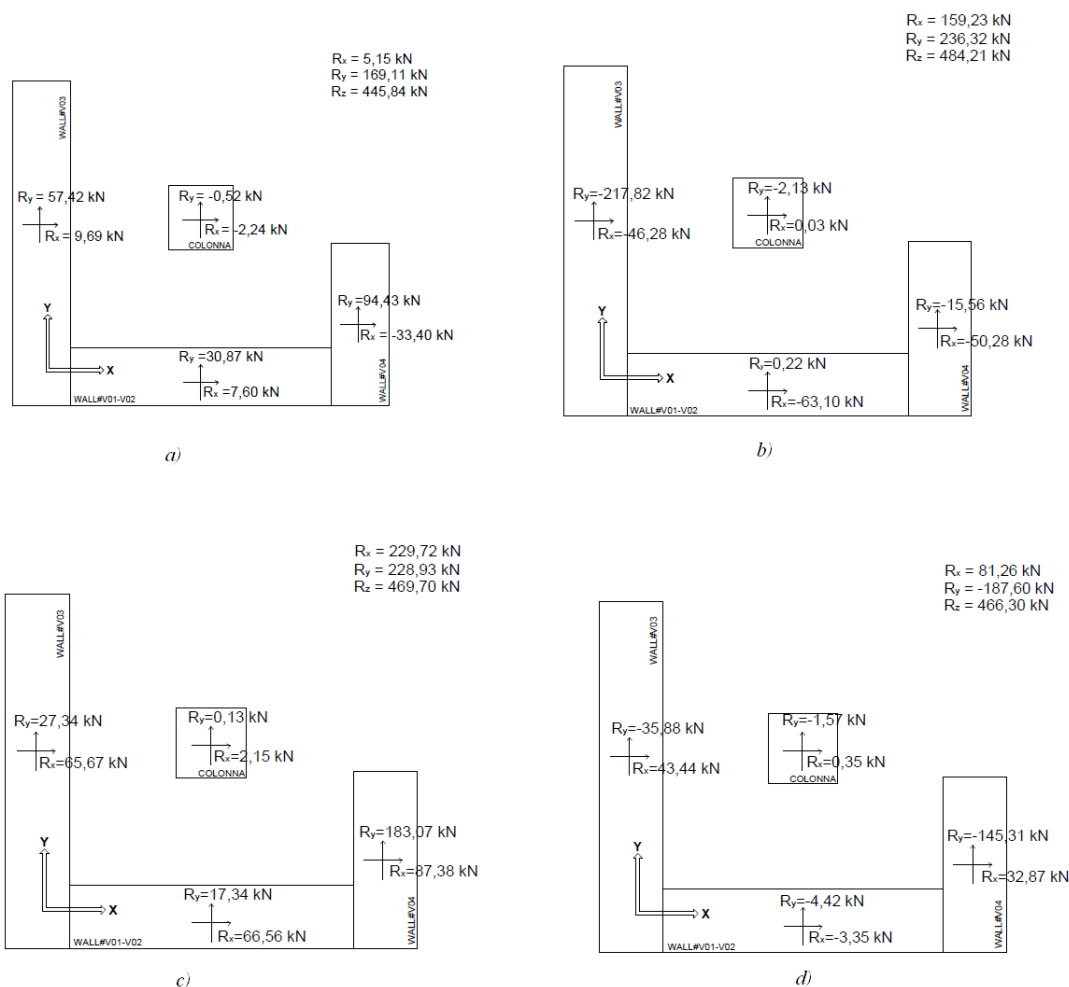 Rx = 5,15 kN
Ry = 169,11 kN
Rz = 445,84 kN
WALL#V03
Ry = 57,42 kN
Rx = 9,69 kN
Ry = -0,52 kN
Rx = -2,24 kN
COLONNA
Ry=94,43 kN
Rx = -33,40 kN
Y
X
Ry =30,87 kN
Rx =7,60 kN
WALL#V01-V02
WALL#V04
a)
Rx = 159,23 kN
Ry = 236,32 kN
Rz = 484,21 kN
WALL#V03
Ry=-217,82 kN
Rx=-46,28 kN
Ry=-2,13 kN
Rx=0,03 kN
COLONNA
Ry=-15,56 kN
Rx=-50,28 kN
Y
X
Ry=0,22 kN
Rx=-63,10 kN
WALL#V01-V02
WALL#V04
b)
Rx = 229,72 kN
Ry = 228,93 kN
Rz = 469,70 kN
WALL#V03
Ry=27,34 kN
Rx=65,67 kN
Ry=0,13 kN
Rx=2,15 kN
COLONNA
Ry=183,07 kN
Rx=87,38 kN
Y
X
Ry=17,34 kN
Rx=66,56 kN
WALL#V01-V02
WALL#V04
c)
Rx = 81,26 kN
Ry = -187,60 kN
Rz = 466,30 kN
WALL#V03
Ry=-35,88 kN
Rx=43,44 kN
Ry=-1,57 kN
Rx=0,35 kN
COLONNA
Ry=-145,31 kN
Rx=32,87 kN
Y
X
Ry=-4,42 kN
Rx=-3,35 kN
WALL#V01-V02
WALL#V04
d)